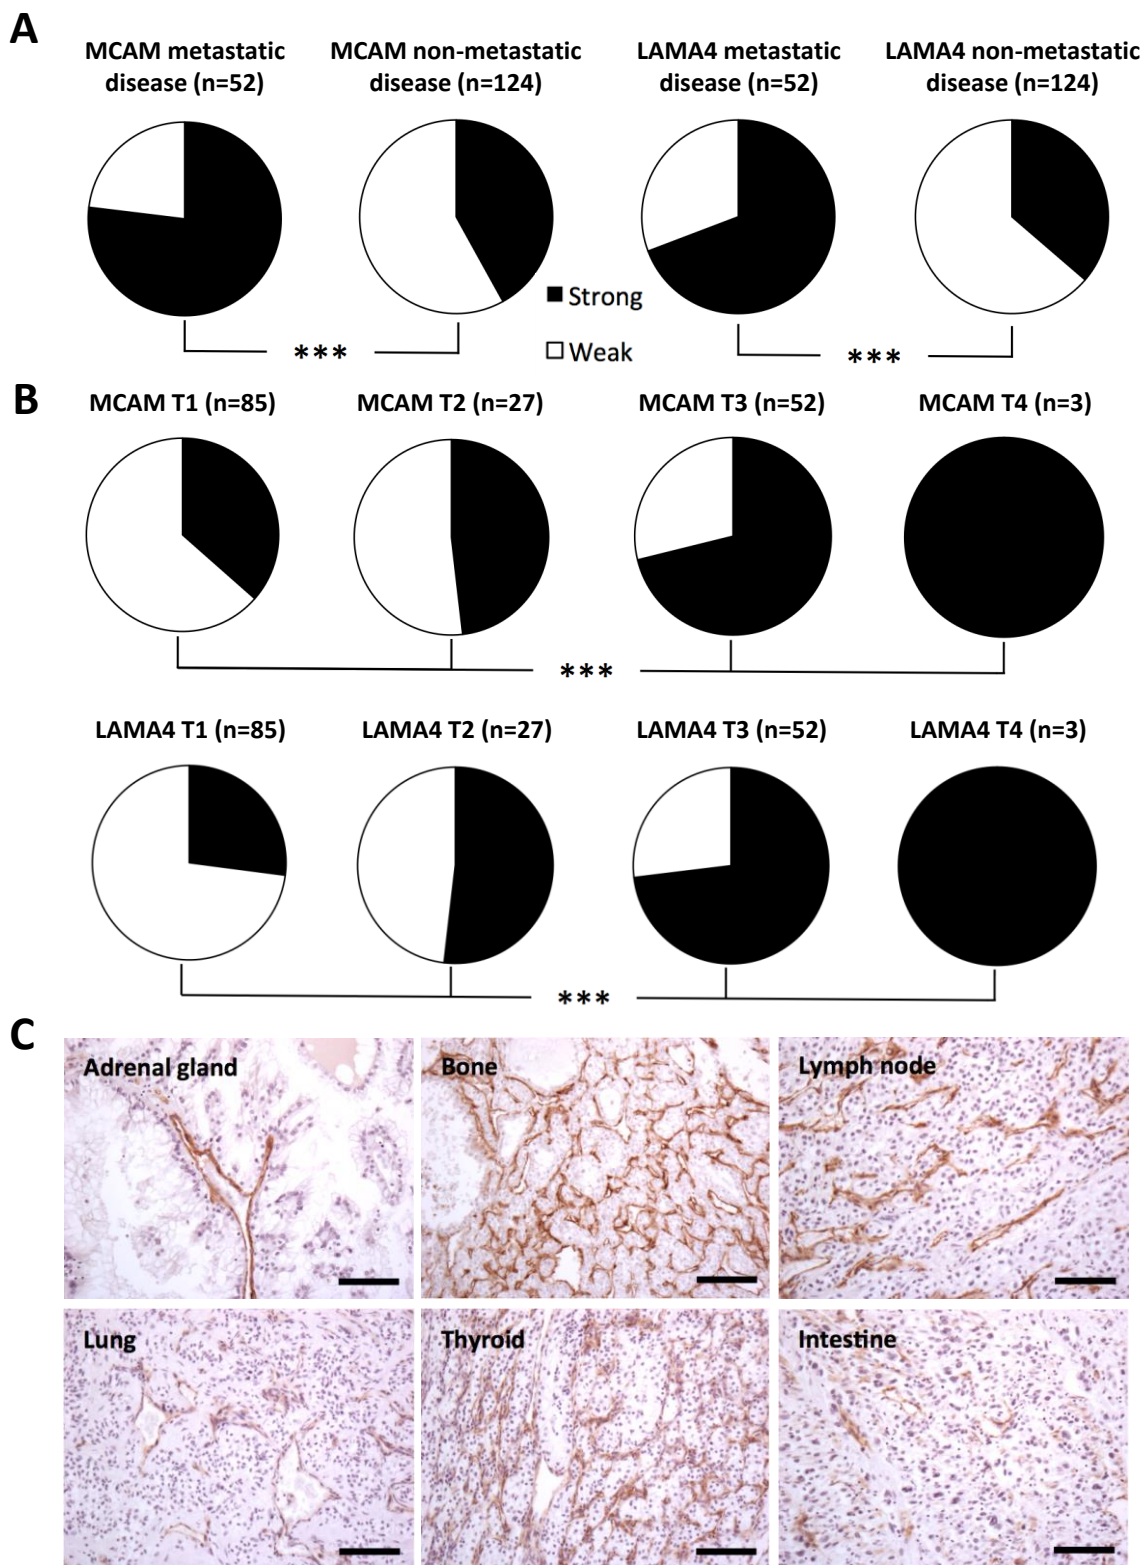 A
MCAM metastatic
disease (n=52)
MCAM non-metastatic
disease (n=124)
LAMA4 metastatic
disease (n=52)
LAMA4 non-metastatic
disease (n=124)
Strong
Weak
***
***
B
MCAM T1 (n=85)
MCAM T2 (n=27)
MCAM T3 (n=52)
MCAM T4 (n=3)
***
LAMA4 T1 (n=85)
LAMA4 T2 (n=27)
LAMA4 T3 (n=52)
LAMA4 T4 (n=3)
***
C
Adrenal gland
Bone
Lymph node
Lung
Thyroid
Intestine